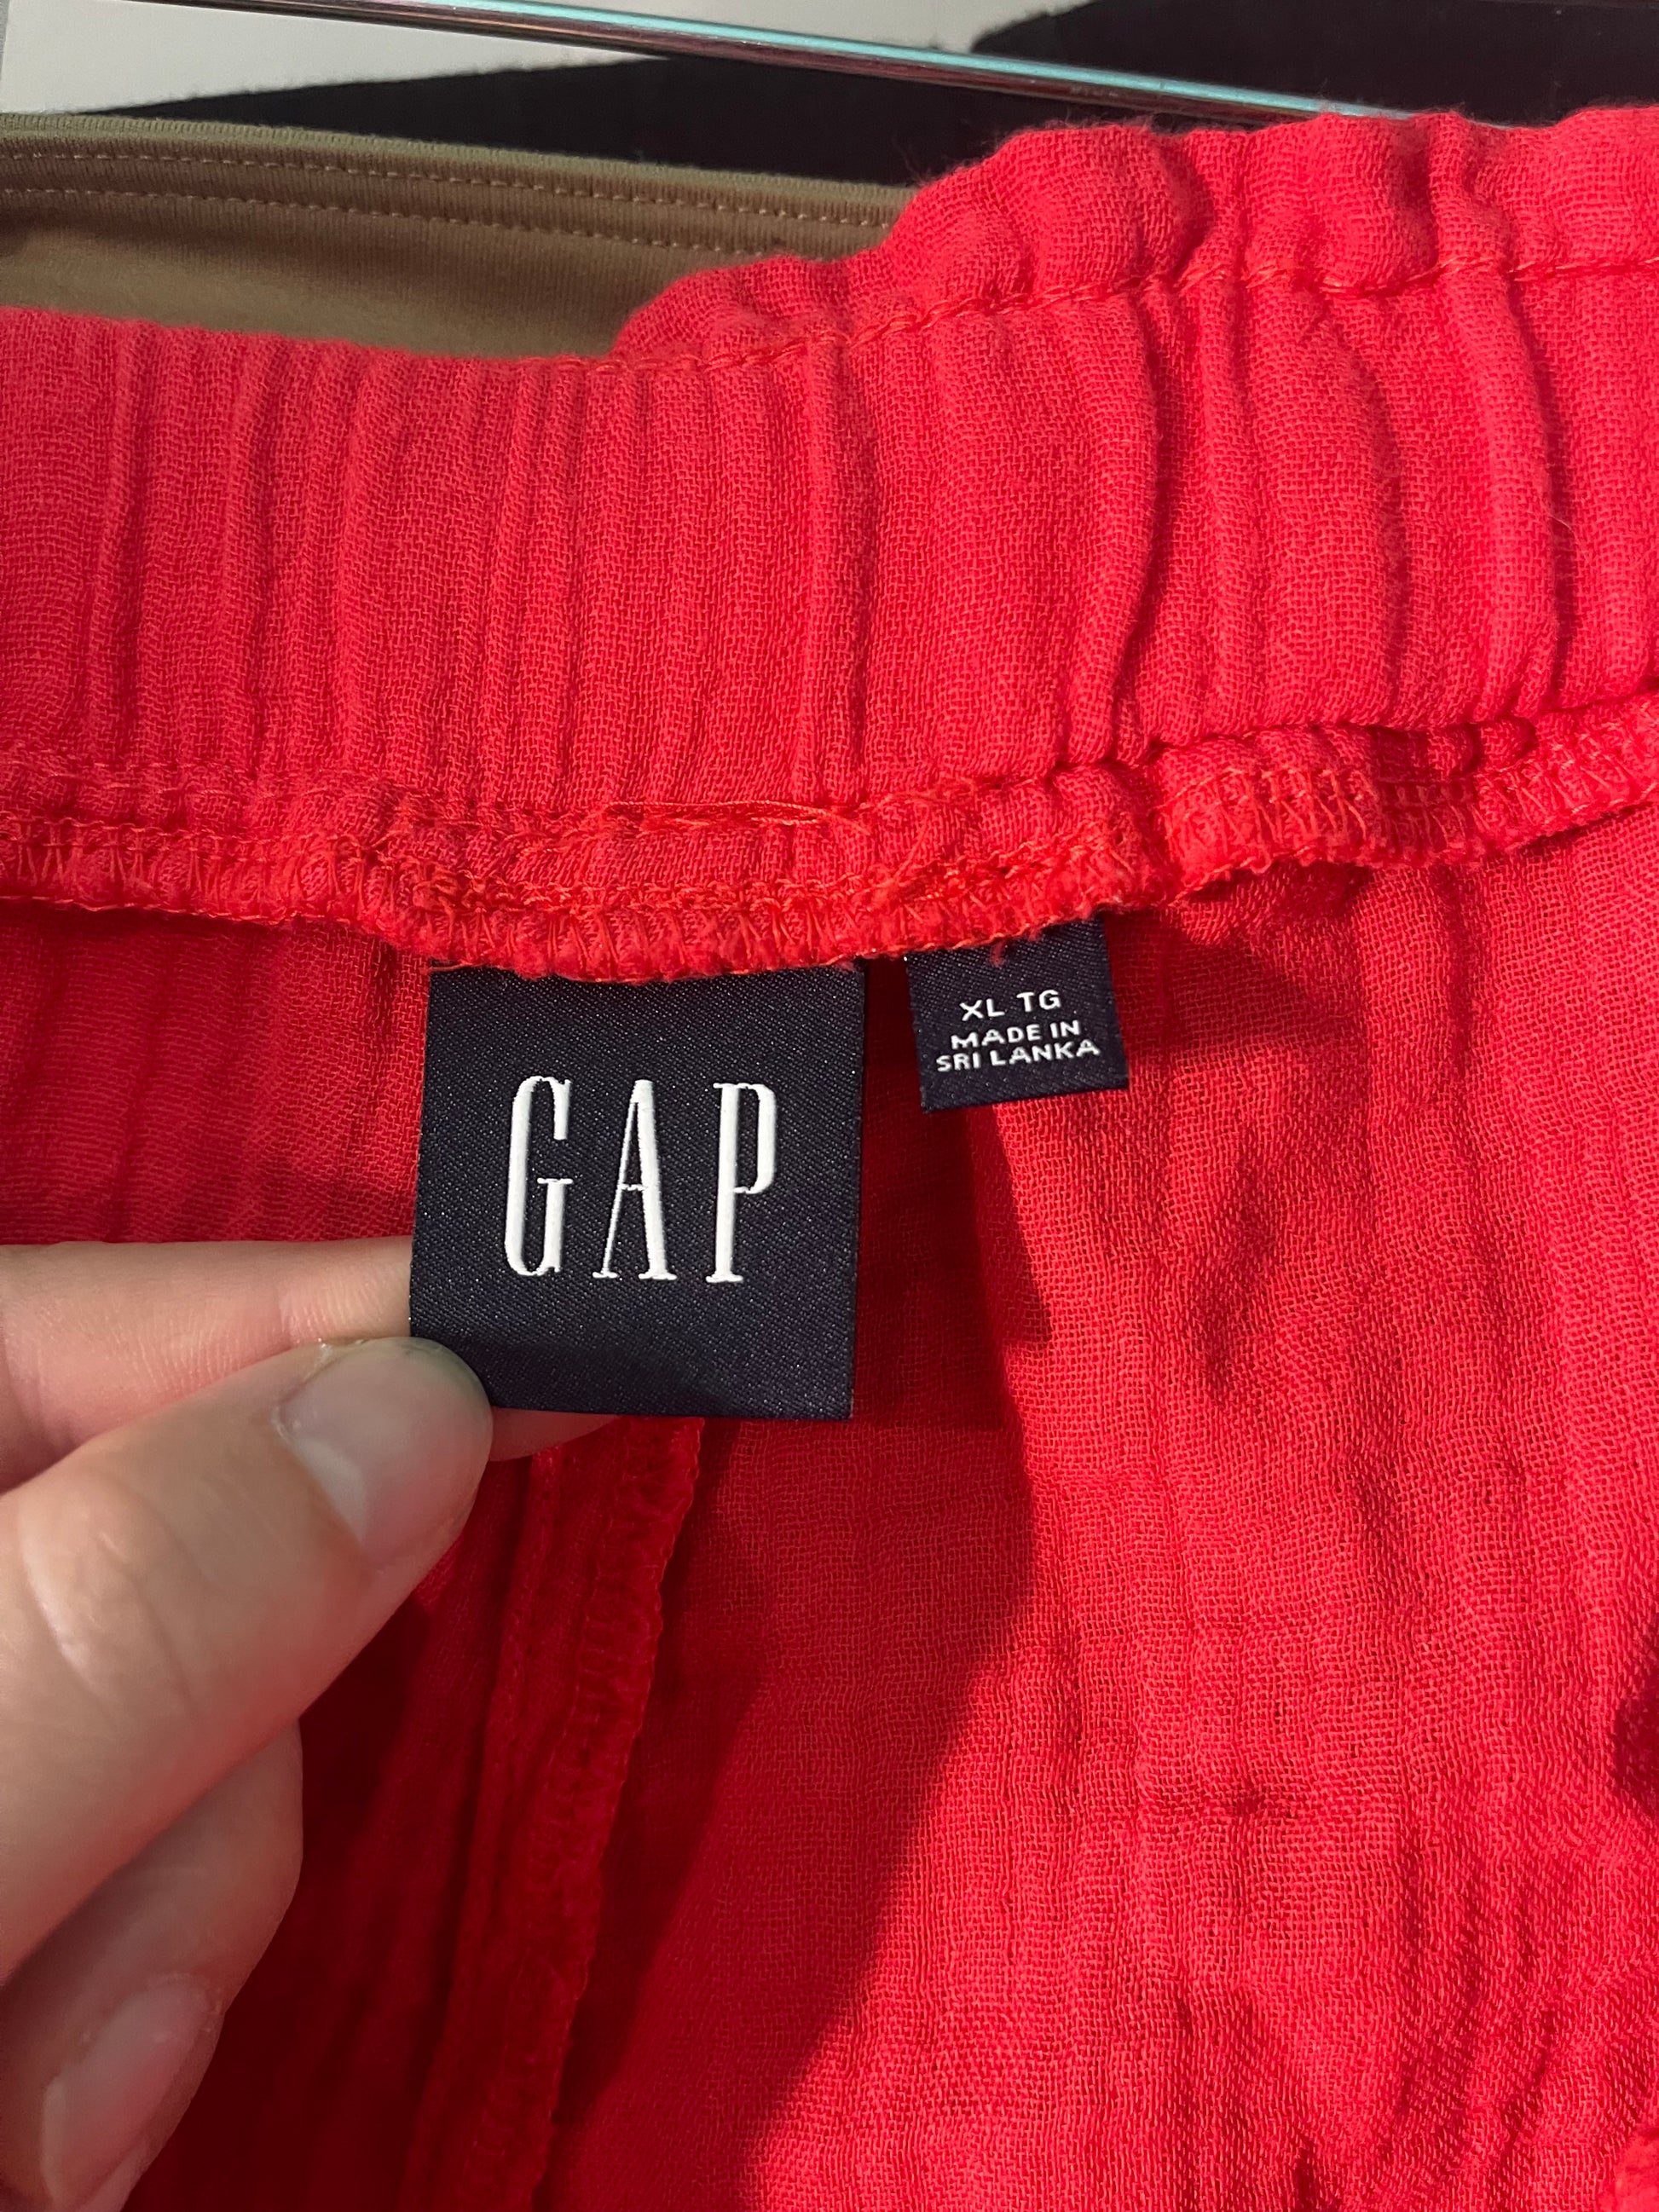 GAP
XL TG
MADE IN
SRI LANKA